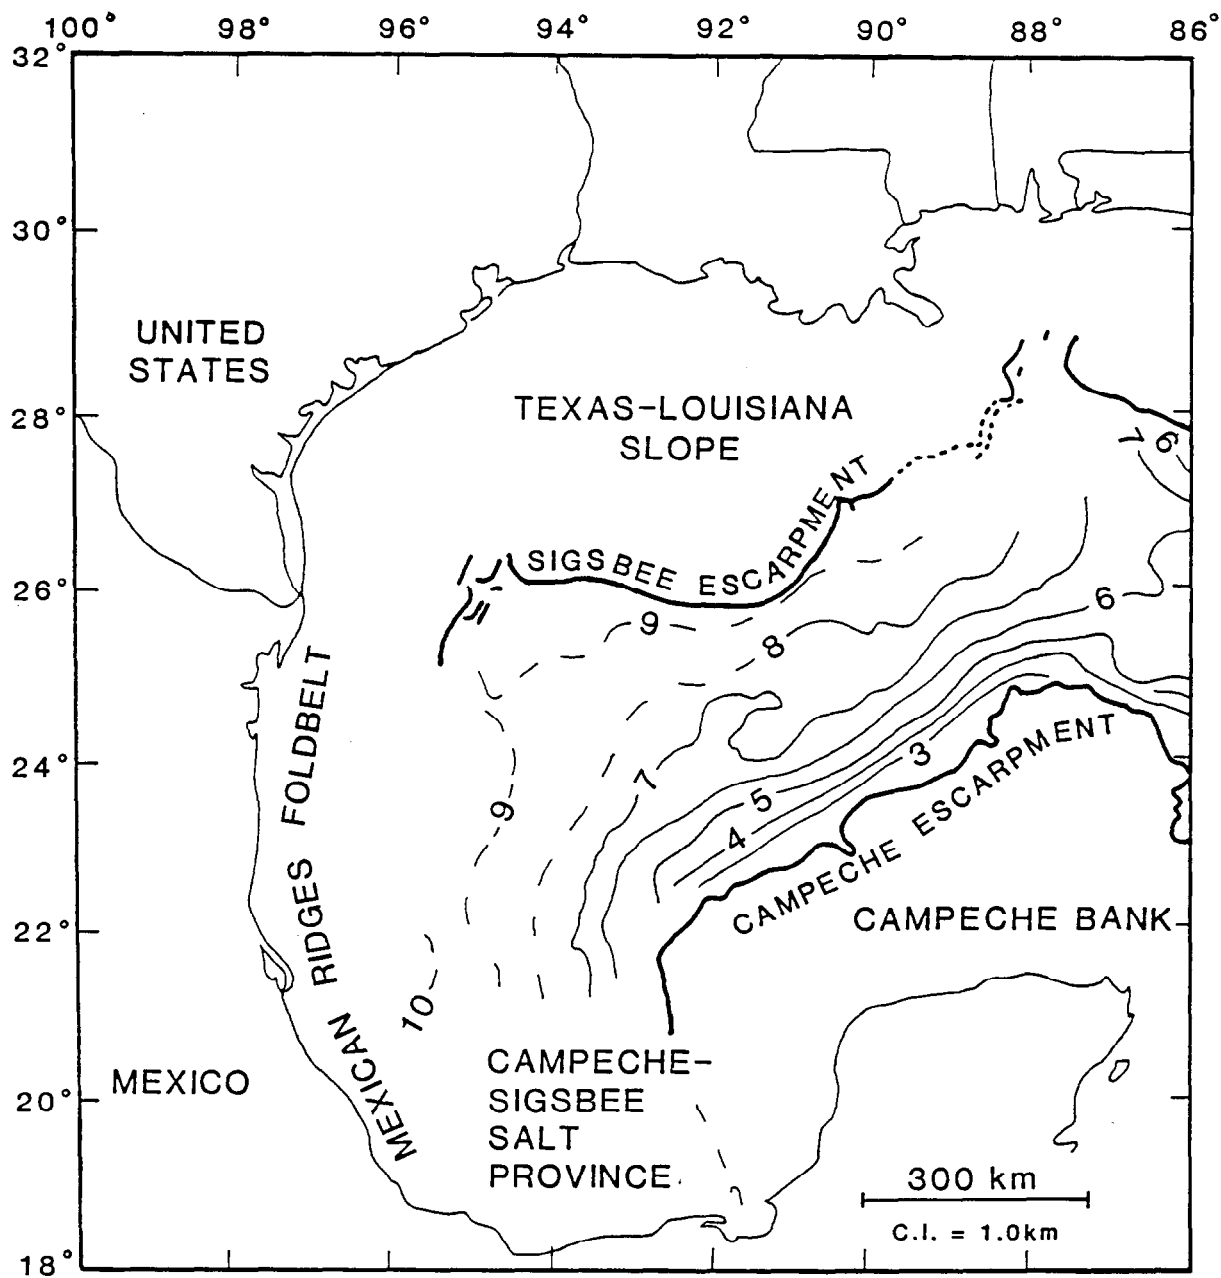 100° 98° 96° 94° 92° 90° 88° 86°
32°
30°
UNITED
STATES
28°
TEXAS-LOUISIANA
SLOPE
7 6
SIGSBEE ESCARPMENT
26°
6
9
8
MEXICAN RIDGES FOLDBELT
24°
3
7
9
5
4
CAMPECHE ESCARPMENT
22°
CAMPECHE BANK
10
MEXICO
20°
CAMPECHE-
SIGSBEE
SALT
PROVINCE
300 km
C.I. = 1.0km
18°